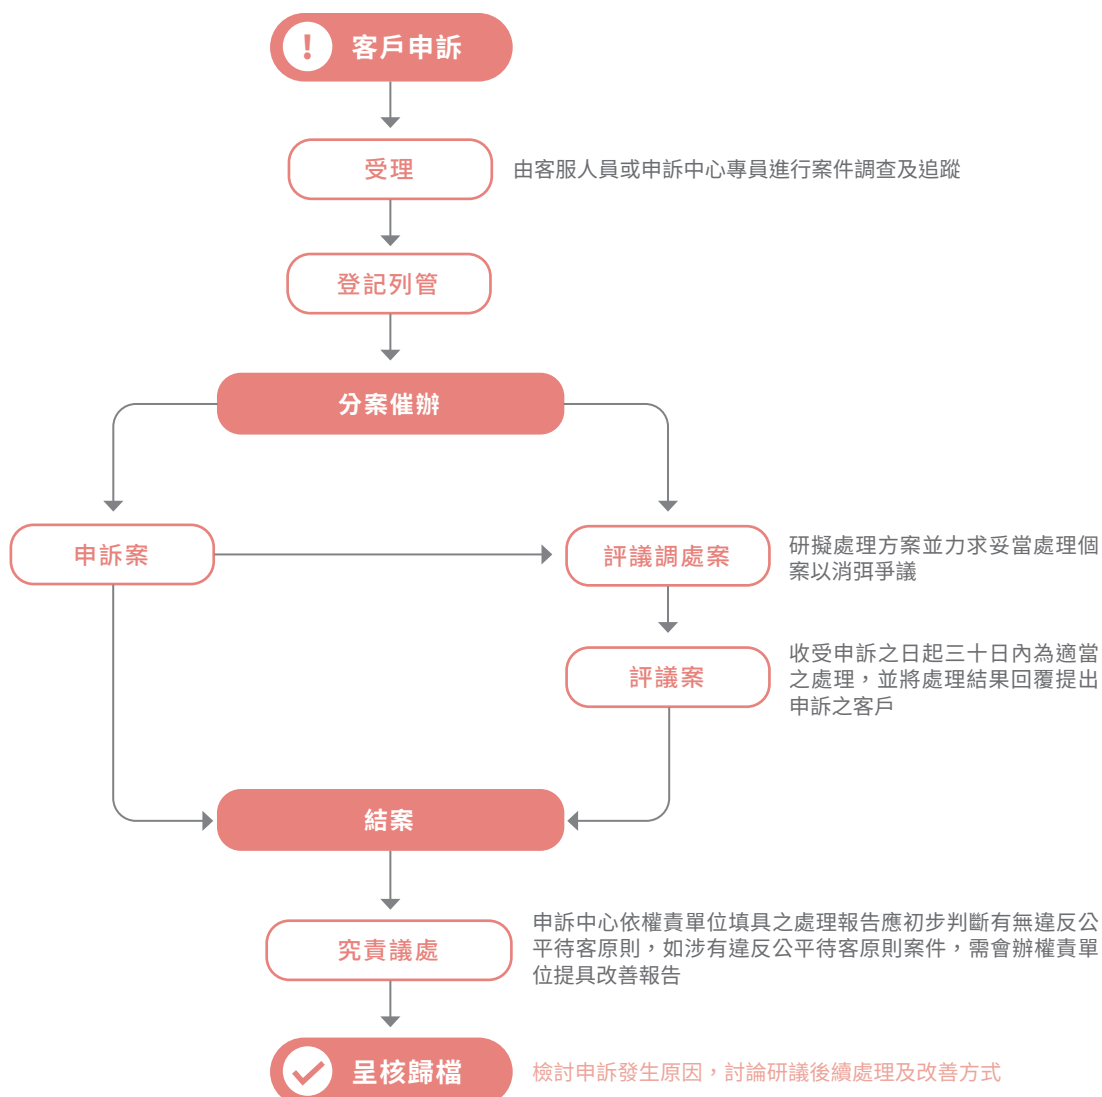 客戶申訴
受理
由客服人員或申訴中心專員進行案件調查及追蹤
登記列管
分案催辦
申訴案
評議調處案
研擬處理方案並力求妥當處理個
案以消弭爭議
評議案
收受申訴之日起三十日內為適當
之處理，並將處理結果回覆提出
申訴之客戶
結案
究責議處
申訴中心依權責單位填具之處理報告應初步判斷有無違反公
平待客原則，如涉有違反公平待客原則案件，需會辦權責單
位提具改善報告
呈核歸檔
檢討申訴發生原因，討論研議後續處理及改善方式